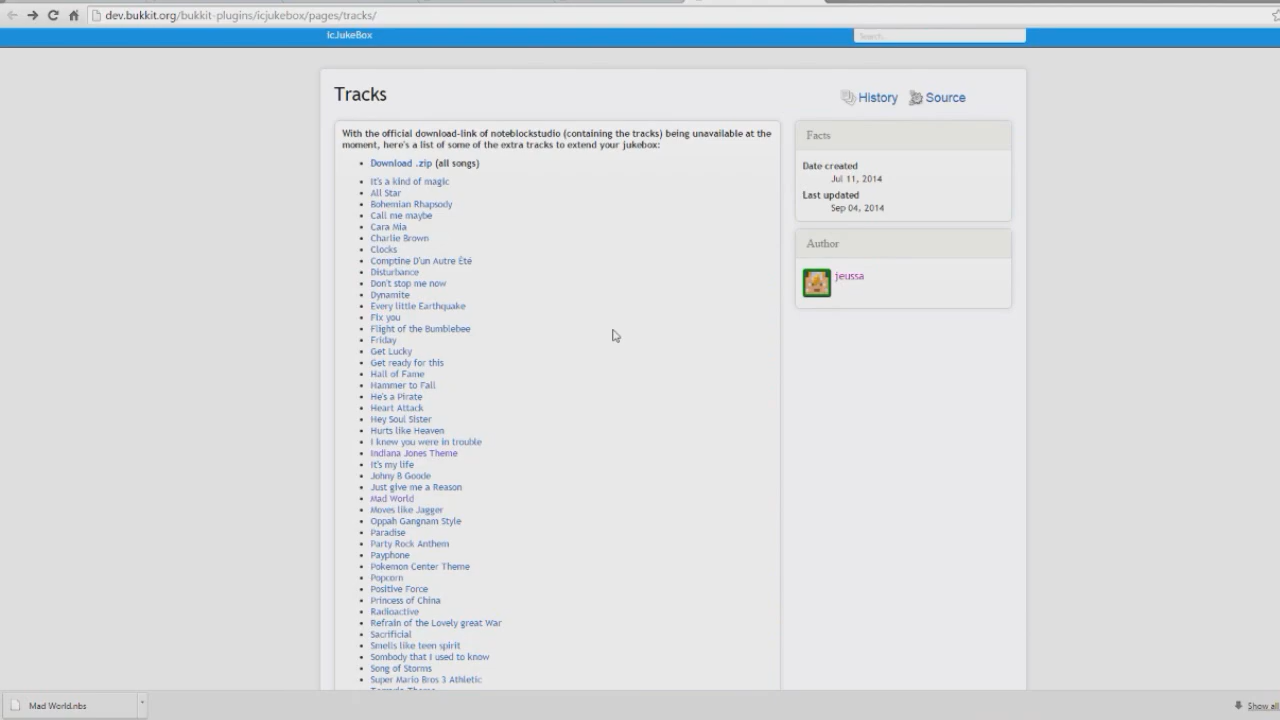 dev.bukkit.org/bukkit-plugins/icjukebox/pages/tracks/
IcJukeBox
Search..
Tracks
History
Source
With the official download-link of noteblockstudio (containing the tracks) being unavailable at the
moment, here's a list of some of the extra tracks to extend your jukebox:
Download .zip (all songs)
It's a kind of magic
All Star
Bohemian Rhapsody
Call me maybe
Cara Mia
Charlie Brown
Clocks
Comptine D'un Autre Été
Disturbance
Don't stop me now
Dynamite
Every little Earthquake
Fix you
Flight of the Bumblebee
Friday
Get Lucky
Get ready for this
Hall of Fame
Hammer to Fall
He's a Pirate
Heart Attack
Hey Soul Sister
Hurts like Heaven
I knew you were in trouble
Indiana Jones Theme
It's my life
Johny B Goode
Just give me a Reason
Mad World
Moves like Jagger
Oppah Gangnam Style
Paradise
Party Rock Anthem
Payphone
Pokemon Center Theme
Popcorn
Positive Force
Princess of China
Radioactive
Refrain of the Lovely great War
Sacrificial
Smells like teen spirit
Sombody that I used to know
Song of Storms
Super Mario Bros 3 Athletic
Facts
Date created
Jul 11, 2014
Last updated
Sep 04, 2014
Author
jeussa
Mad World.nbs
Show all